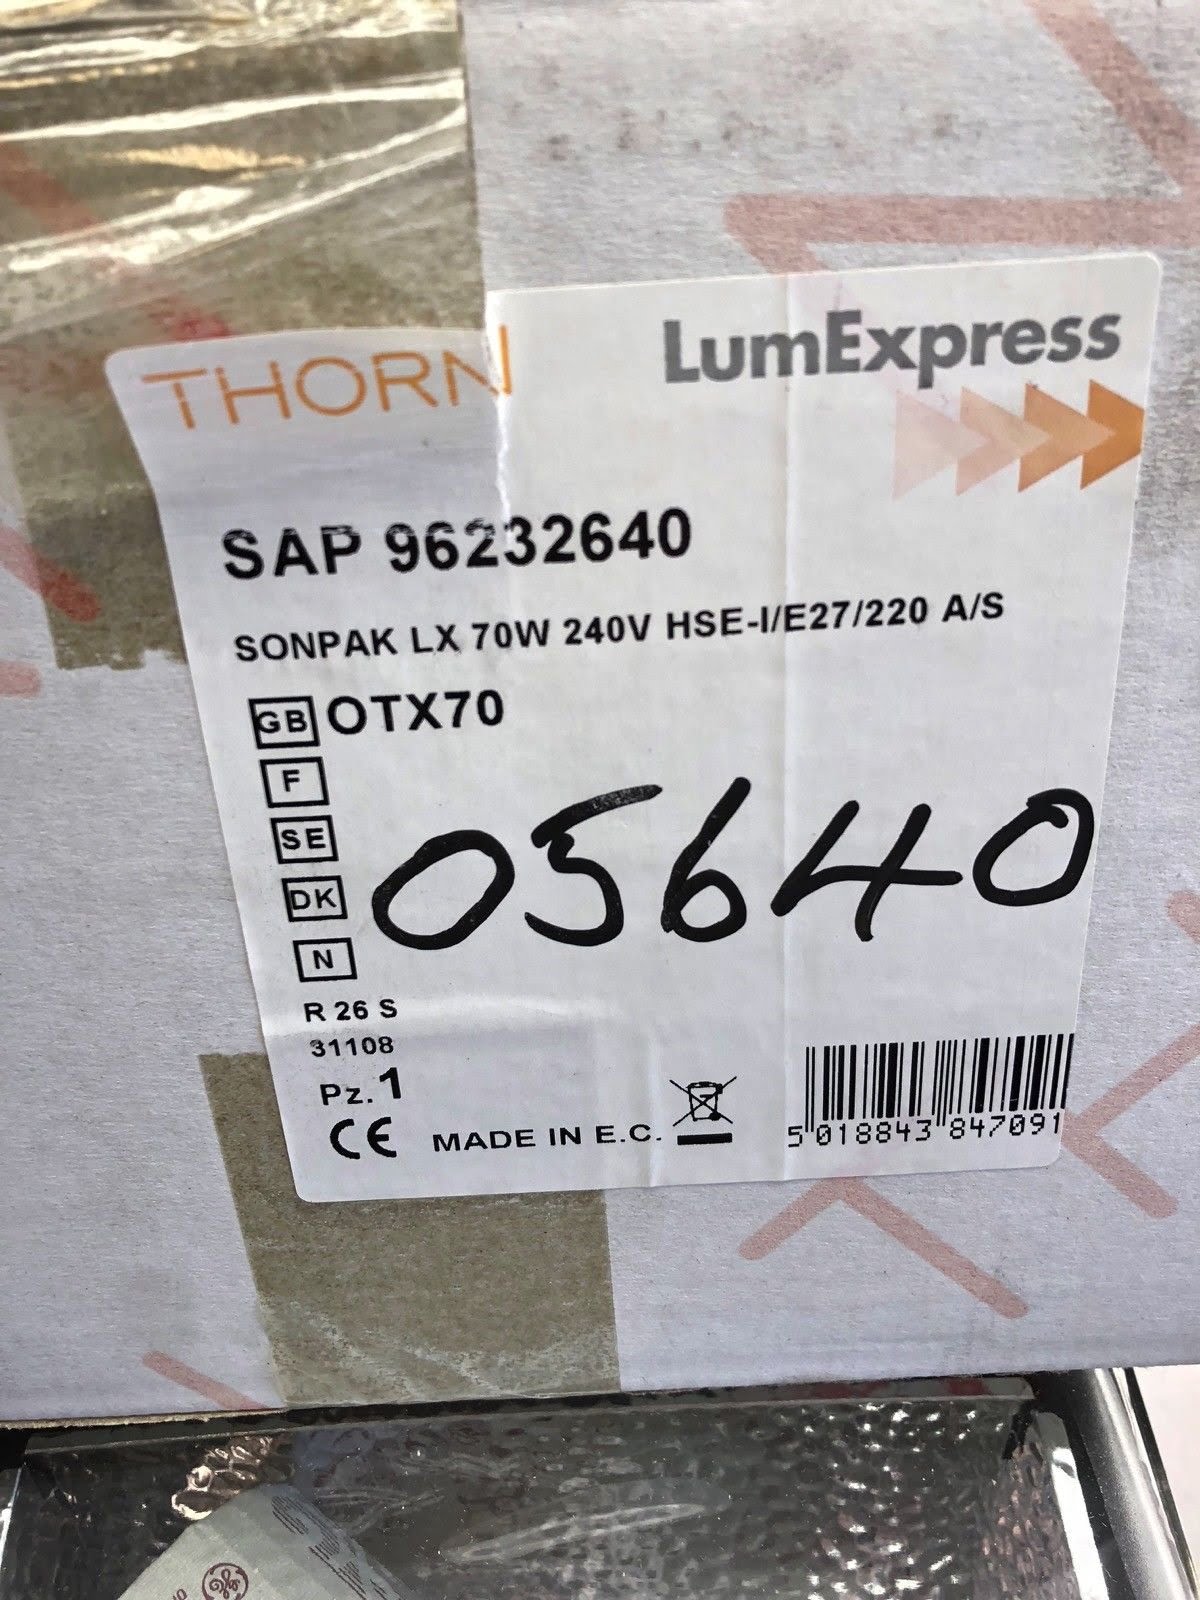 THORN
LumExpress
SAP 96232640
SONPAK LX 70W 240V HSE-I/E27/220 A/S
GB OTX70
F
SE
DK
N
05640
R 26 S
31108
Pz. 1
CE MADE IN E.C.
5 018843 847091